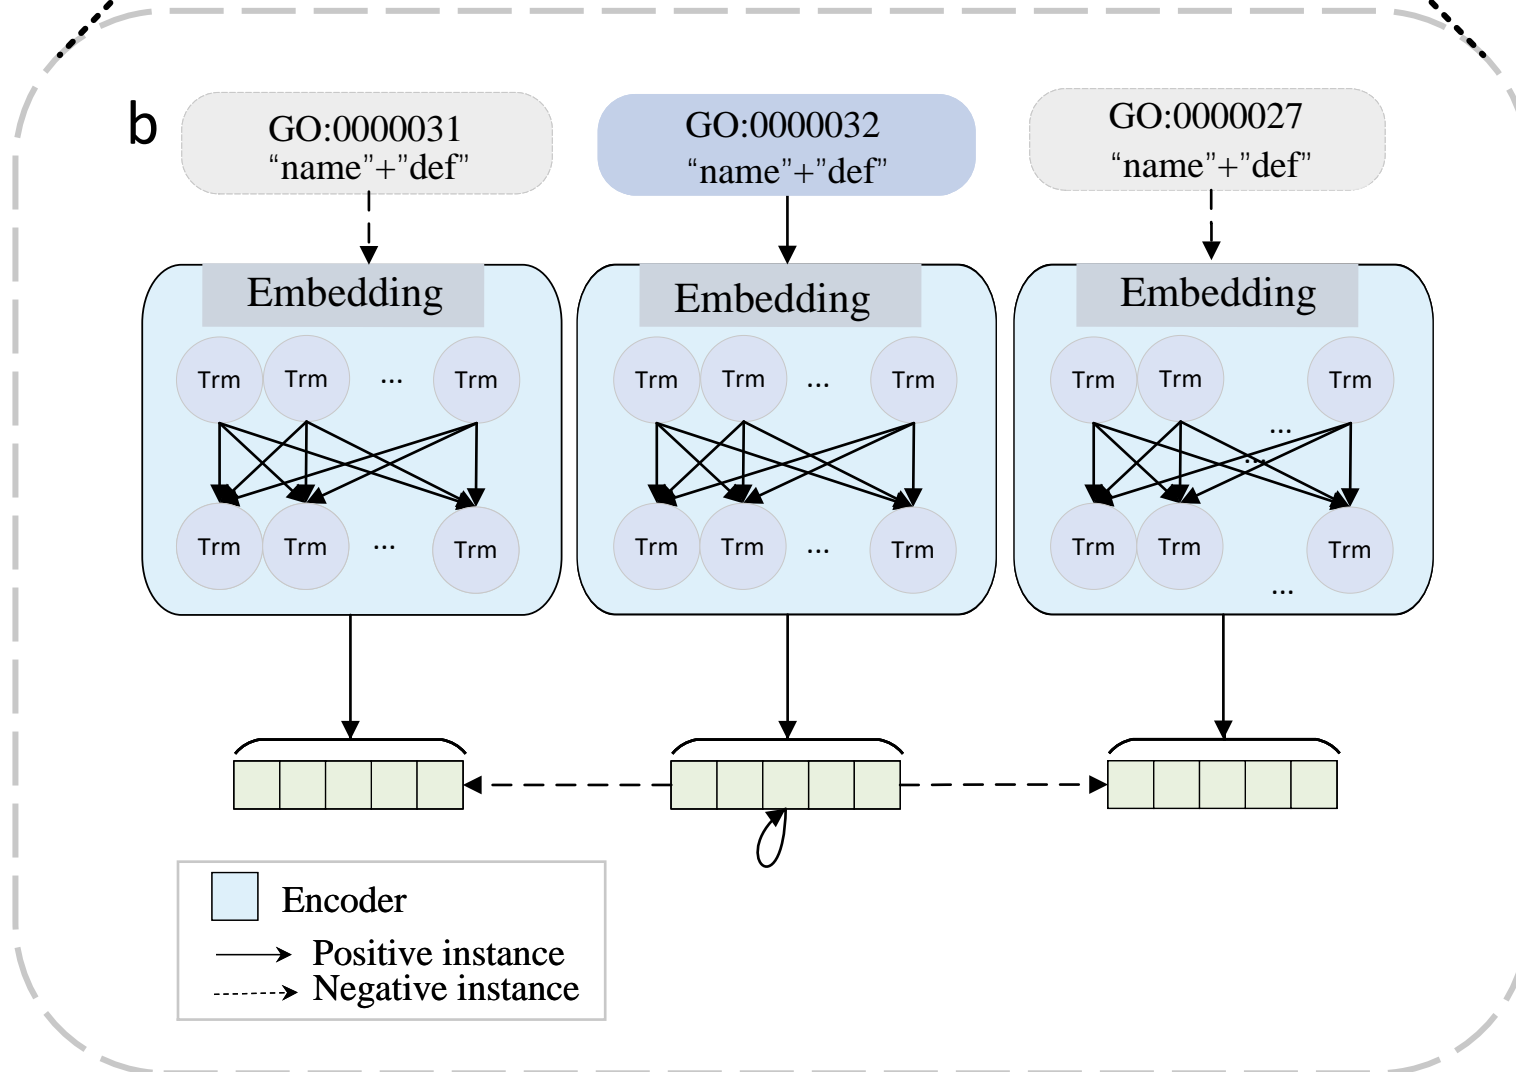 b
GO:0000031
“name”+”def”
GO:0000032
“name”+”def”
GO:0000027
“name”+”def”
Embedding
Embedding
Embedding
Trm Trm ... Trm
Trm Trm ... Trm
Trm Trm Trm
...
...
Trm Trm ... Trm
Trm Trm ... Trm
Trm Trm Trm
...
Encoder
Positive instance
Negative instance